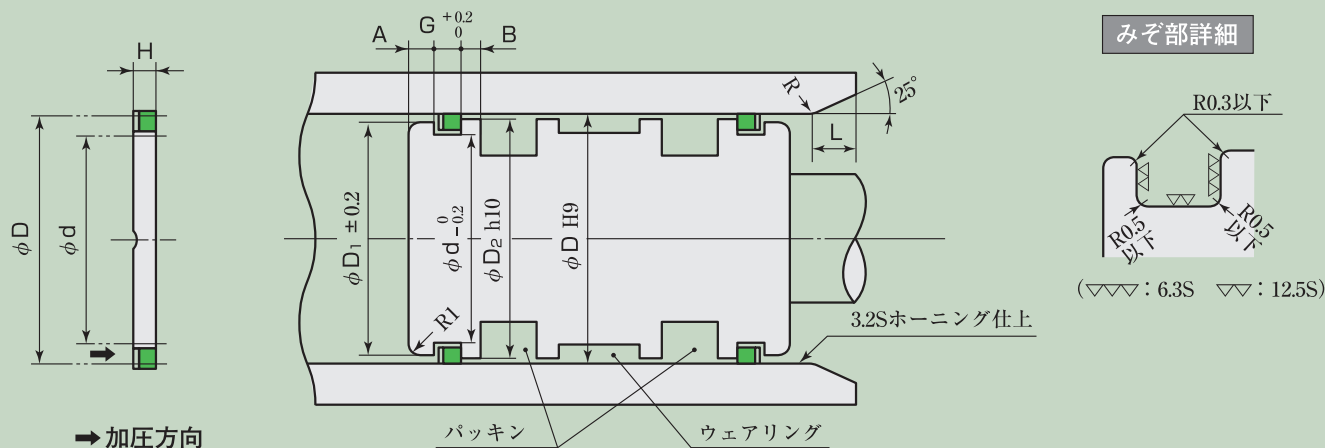 H
φD
φd
➡加圧方向
A
G +0.2 0
B
φD1 ±0.2
φd - 0 -0.2
φD2 h10
φD H9
R1
R
25°
L
3.2Sホーニング仕上
パッキン
ウェアリング
みぞ部詳細
R0.3以下
R0.5以下
R0.5以下
(▽▽▽：6.3S ▽▽：12.5S)